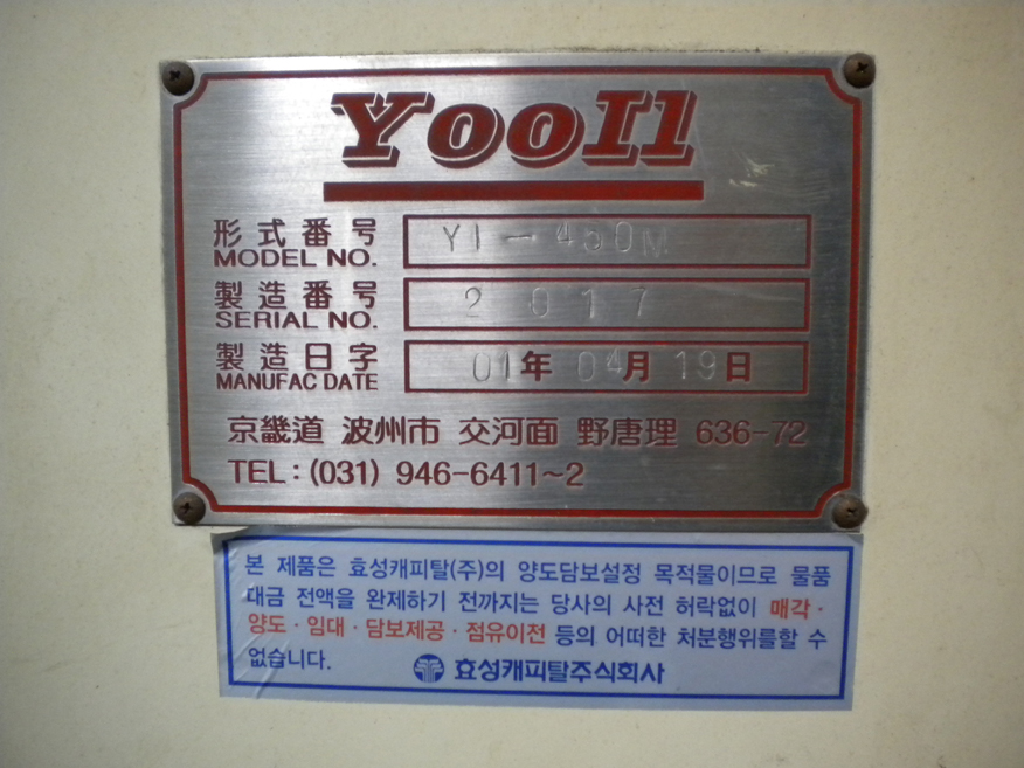 YooIl
形式番号 YI-450M
MODEL NO.
製造番号 2017
SERIAL NO.
製造日字 01年 04月 19日
MANUFAC DATE
京畿道 波州市 交河面 野唐理 636-72
TEL : (031) 946-6411~2
본 제품은 효성캐피탈(주)의 양도담보설정 목적물이므로 물품
대금 전액을 완제하기 전까지는 당사의 사전 허락없이 매각 ·
양도 · 임대 · 담보제공 · 점유이전 등의 어떠한 처분행위를할 수
없습니다. 효성캐피탈주식회사